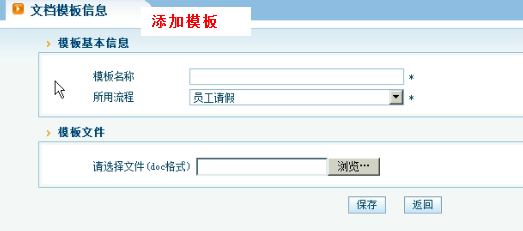 文档模板信息
添加模板
模板基本信息
模板名称 *
所用流程 员工请假 *
模板文件
请选择文件(doc格式) 浏览…
保存 返回